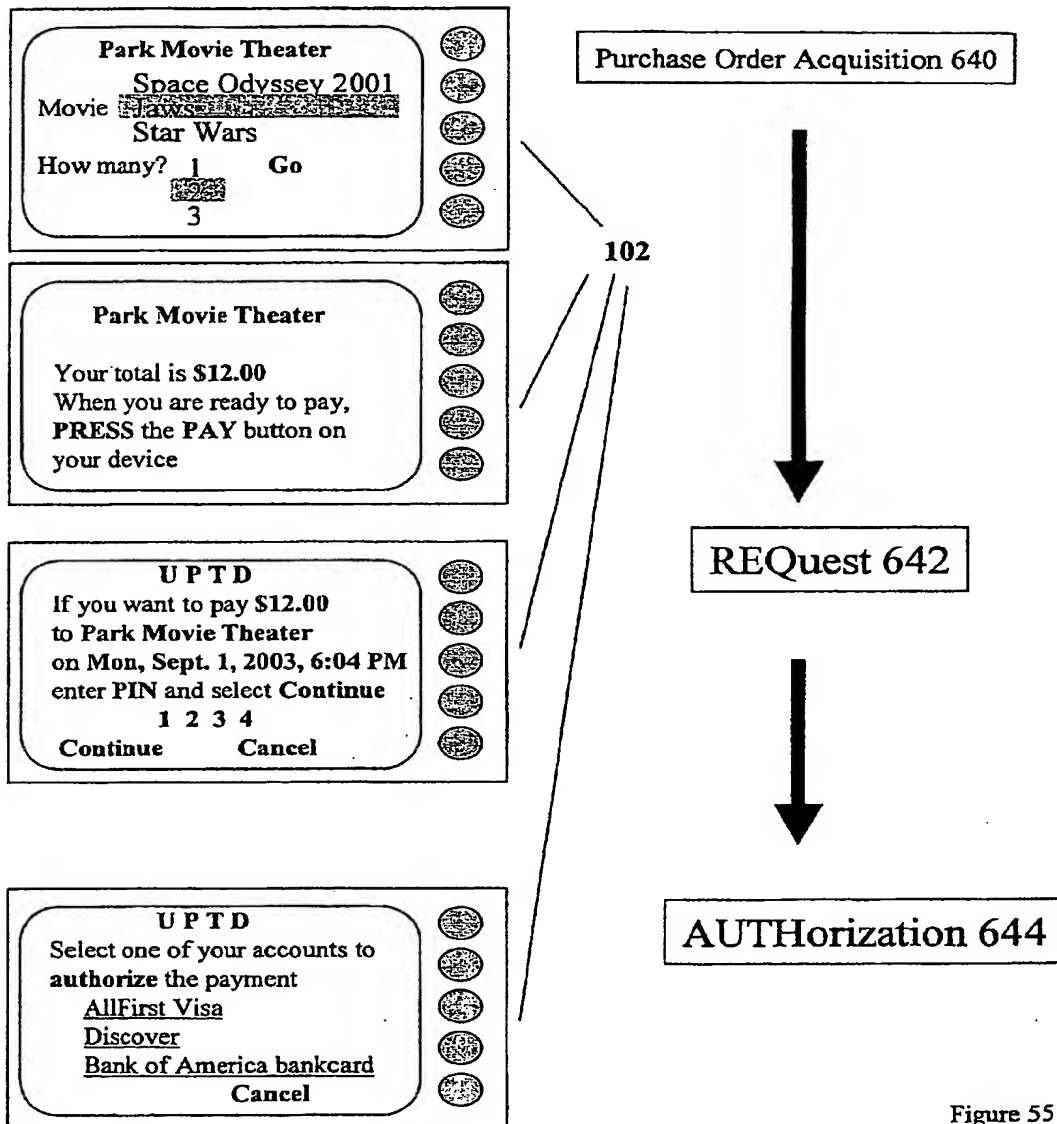 Park Movie Theater
Space Odyssey 2001
Movie Jaws
Star Wars
How many? 1 Go
2
3
Park Movie Theater
Your total is $12.00
When you are ready to pay,
PRESS the PAY button on
your device
U P T D
If you want to pay $12.00
to Park Movie Theater
on Mon, Sept. 1, 2003, 6:04 PM
enter PIN and select Continue
1 2 3 4
Continue Cancel
U P T D
Select one of your accounts to
authorize the payment
AllFirst Visa
Discover
Bank of America bankcard
Cancel
102
Purchase Order Acquisition 640
REQuest 642
AUTHorization 644
Figure 55